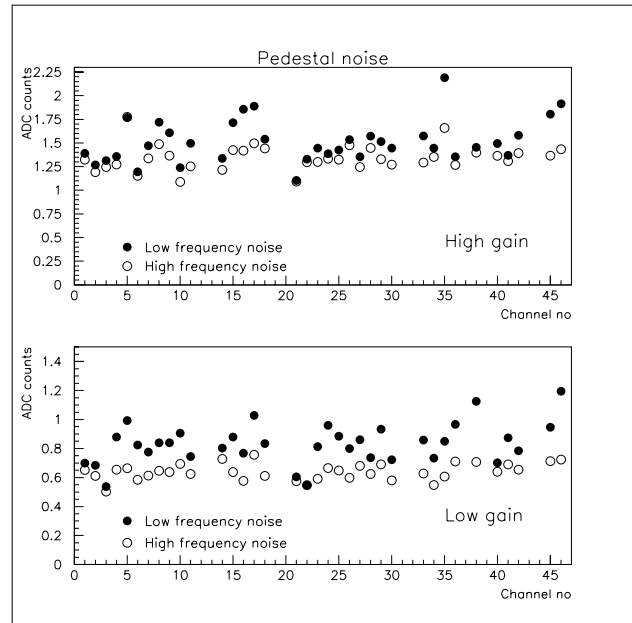 Pedestal noise
ADC counts
2.25
2
1.75
1.5
1.25
1
0.75
0.5
0.25
0
Low frequency noise
High frequency noise
High gain
0 5 10 15 20 25 30 35 40 45
Channel no
ADC counts
1.4
1.2
1
0.8
0.6
0.4
0.2
0
Low frequency noise
High frequency noise
Low gain
0 5 10 15 20 25 30 35 40 45
Channel no